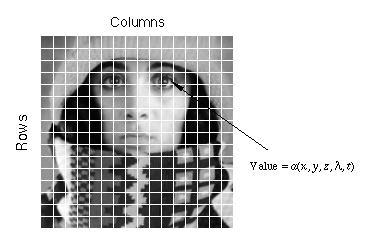 Columns
Rows
Value = a(x, y, z, λ, t)